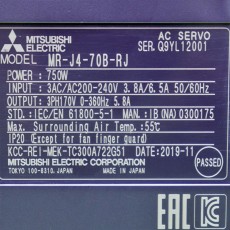 MITSUBISHI ELECTRIC
AC SERVO
SER. Q9YL12001
MODEL MR-J4-70B-RJ
POWER : 750W
INPUT : 3AC/AC200-240V 3.8A/6.5A 50/60Hz
OUTPUT : 3PH170V 0-360Hz 5.8A
STD.: IEC/EN 61800-5-1 MAN.: IB(NA)0300175
Max. Surrounding Air Temp.:55℃
IP20 (Except for fan finger guard)
KCC-REI-MEK-TC300A722G51 DATE:2019-11
MITSUBISHI ELECTRIC CORPORATION
TOKYO 100-8310, JAPAN MADE IN JAPAN
PASSED
EAC